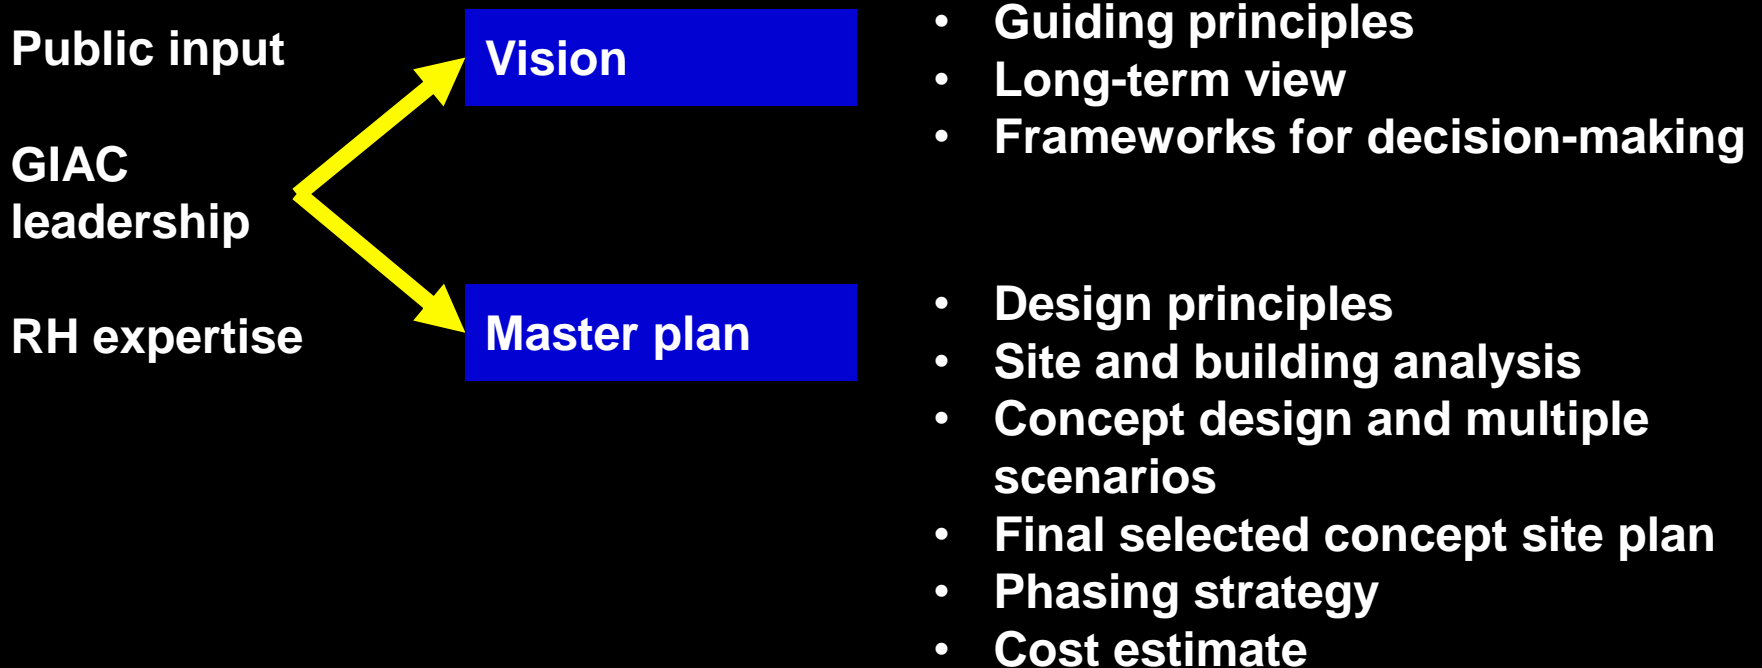 Public input
GIAC
leadership
RH expertise
Vision
• Guiding principles
• Long-term view
• Frameworks for decision-making
Master plan
• Design principles
• Site and building analysis
• Concept design and multiple
scenarios
• Final selected concept site plan
• Phasing strategy
• Cost estimate